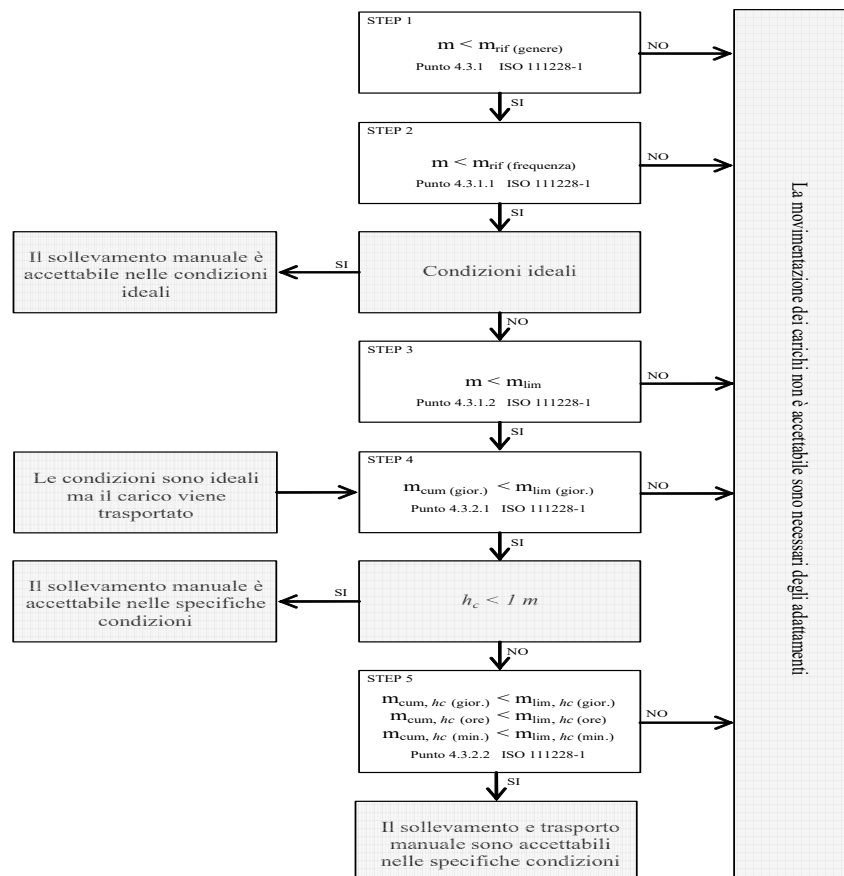 STEP 1
m < mrif (genere)
Punto 4.3.1 ISO 111228-1
NO
SI
STEP 2
m < mrif (frequenza)
Punto 4.3.1.1 ISO 111228-1
NO
SI
Il sollevamento manuale è
accettabile nelle condizioni
ideali
SI
Condizioni ideali
NO
STEP 3
m < mlim
Punto 4.3.1.2 ISO 111228-1
NO
SI
Le condizioni sono ideali
ma il carico viene
trasportato
STEP 4
mcum (gior.) < mlim (gior.)
Punto 4.3.2.1 ISO 111228-1
NO
SI
Il sollevamento manuale è
accettabile nelle specifiche
condizioni
SI
hc < 1 m
NO
STEP 5
mcum, hc (gior.) < mlim, hc (gior.)
mcum, hc (ore) < mlim, hc (ore)
mcum, hc (min.) < mlim, hc (min.)
Punto 4.3.2.2 ISO 111228-1
NO
SI
Il sollevamento e trasporto
manuale sono accettabili
nelle specifiche condizioni
La movimentazione dei carichi non è accettabile sono necessari degli adattamenti